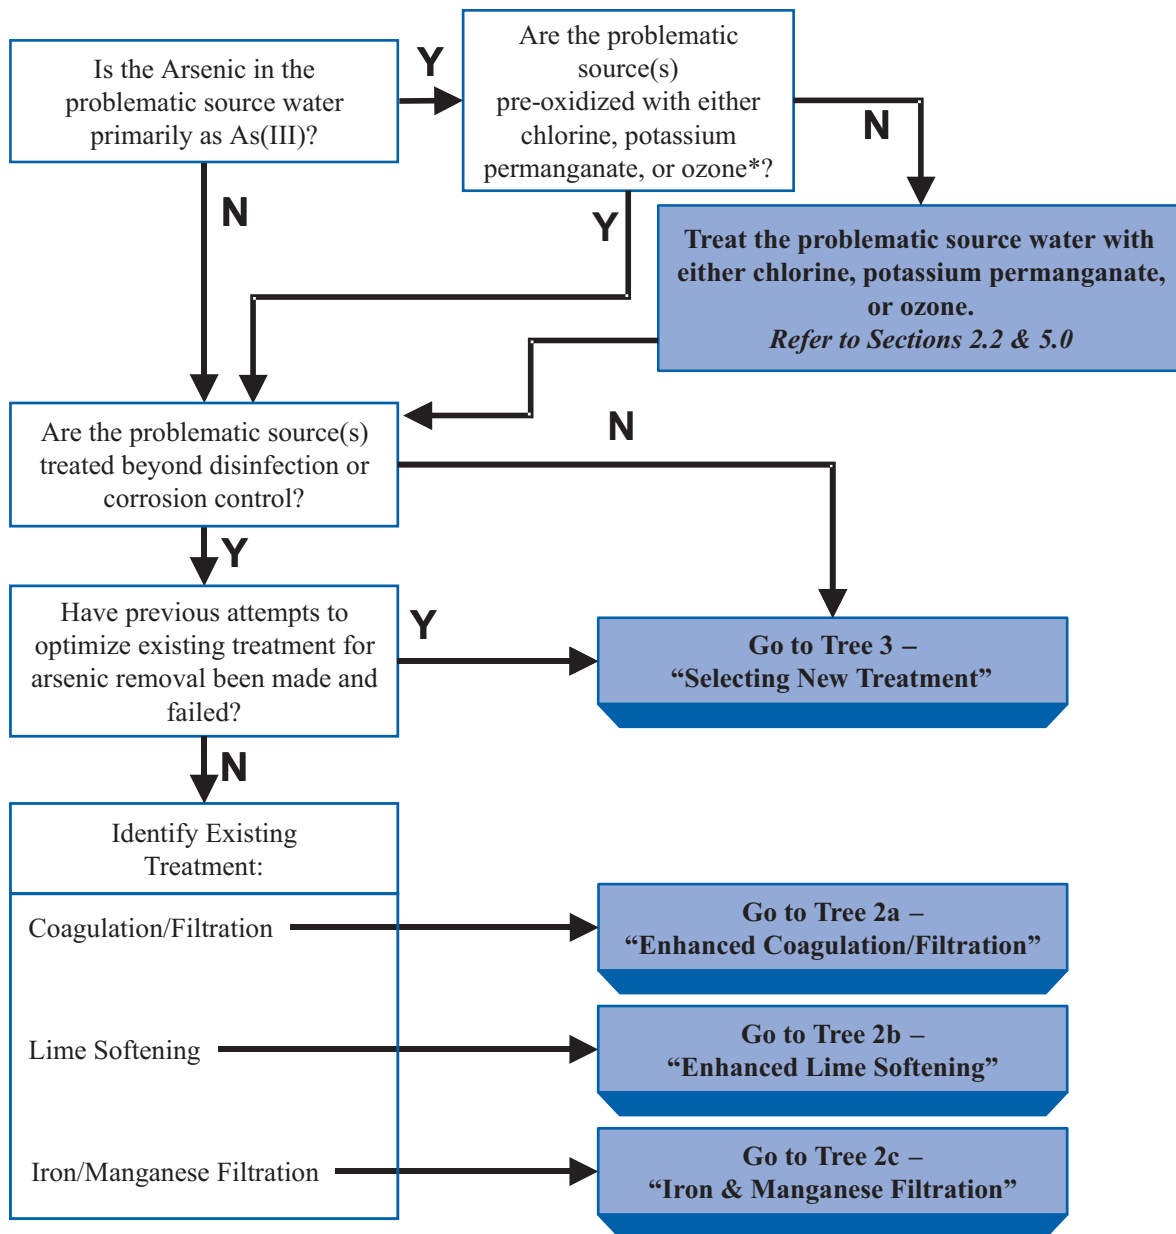 Is the Arsenic in the
problematic source water
primarily as As(III)?
Y
Are the problematic
source(s)
pre-oxidized with either
chlorine, potassium
permanganate, or ozone*?
N
N
Y
Treat the problematic source water with
either chlorine, potassium permanganate,
or ozone.
Refer to Sections 2.2 & 5.0
Are the problematic source(s)
treated beyond disinfection or
corrosion control?
N
Y
Have previous attempts to
optimize existing treatment for
arsenic removal been made and
failed?
Y
Go to Tree 3 –
“Selecting New Treatment”
N
Identify Existing
Treatment:
Coagulation/Filtration
Go to Tree 2a –
“Enhanced Coagulation/Filtration”
Lime Softening
Go to Tree 2b –
“Enhanced Lime Softening”
Iron/Manganese Filtration
Go to Tree 2c –
“Iron & Manganese Filtration”